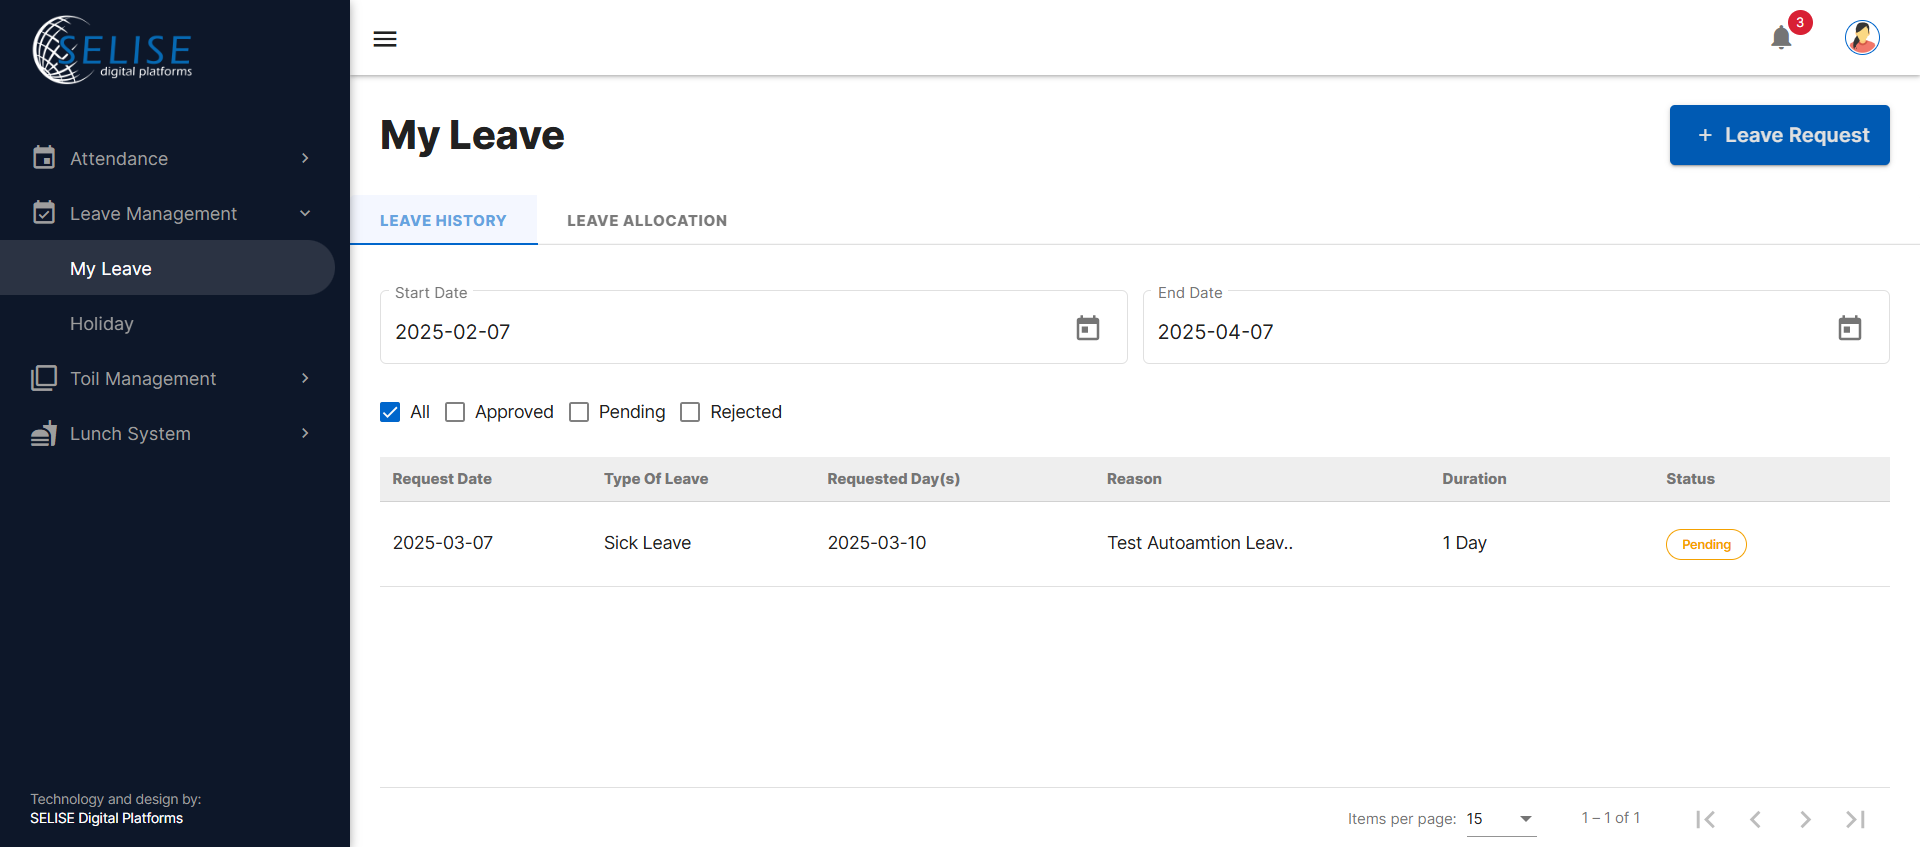 SELISE
digital platforms
Attendance
Leave Management
My Leave
Holiday
Toil Management
Lunch System
Technology and design by:
SELISE Digital Platforms
3
My Leave
+ Leave Request
LEAVE HISTORY LEAVE ALLOCATION
Start Date End Date
2025-02-07 2025-04-07
All Approved Pending Rejected
Request Date Type Of Leave Requested Day(s) Reason Duration Status
2025-03-07 Sick Leave 2025-03-10 Test Autoamtion Leav.. 1 Day Pending
Items per page: 15 1 – 1 of 1